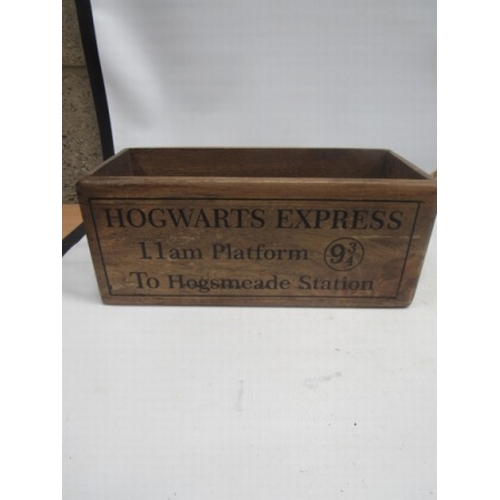 HOGWARTS EXPRESS
11am Platform 9¾
To Hogsmeade Station